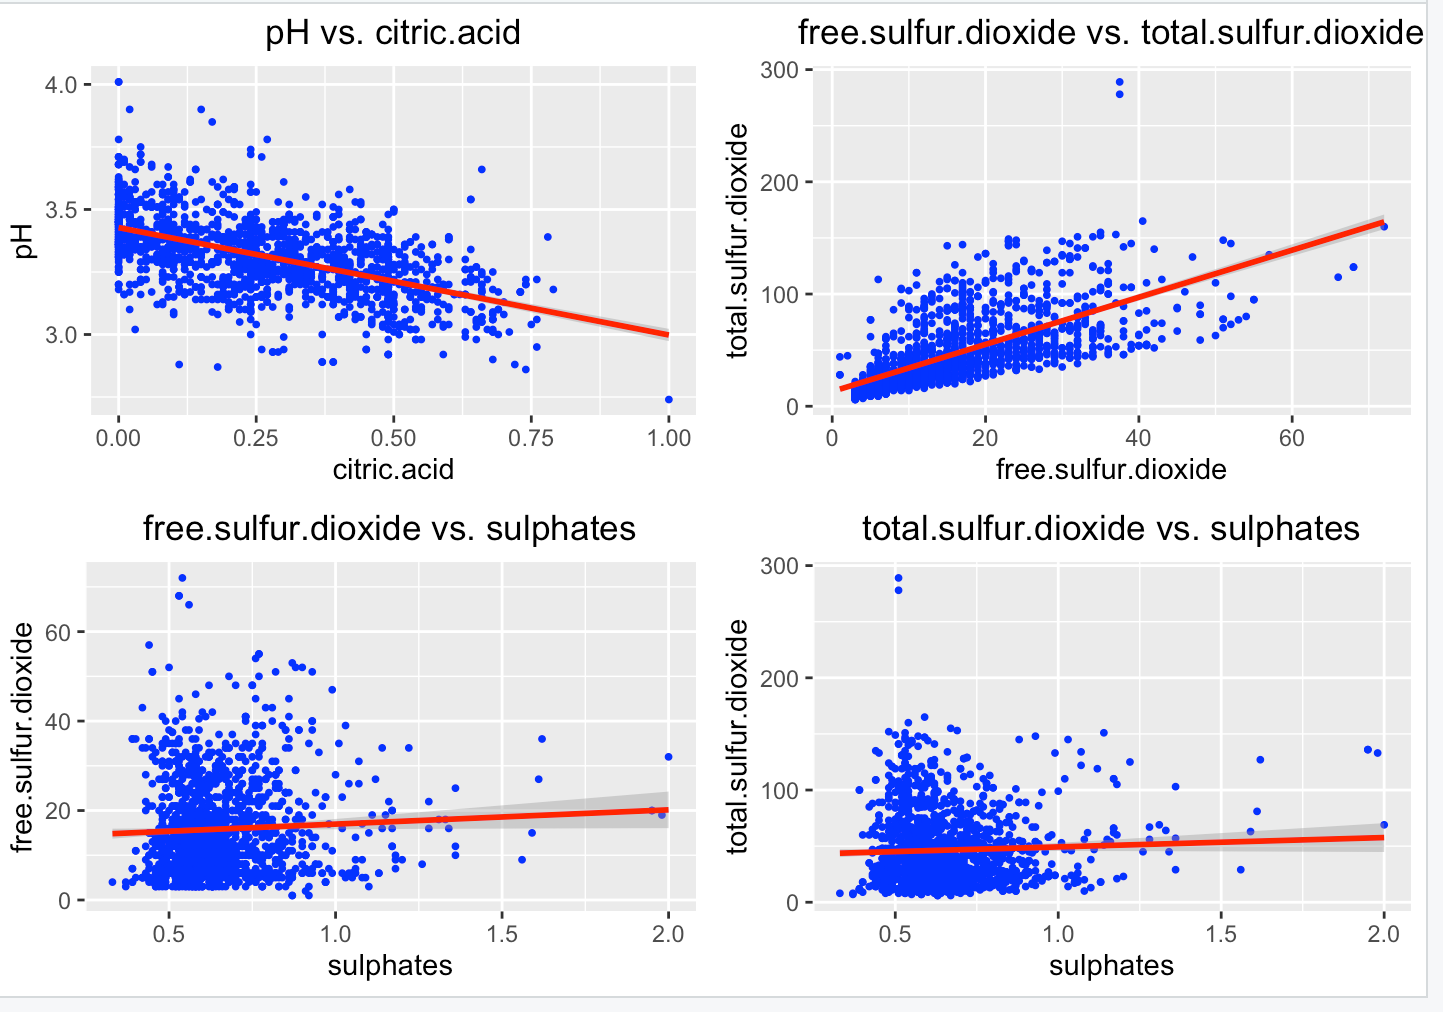 pH vs. citric.acid
4.0
3.5
3.0
pH
0.00 0.25 0.50 0.75 1.00
citric.acid
free.sulfur.dioxide vs. total.sulfur.dioxide
300
200
100
0
total.sulfur.dioxide
0 20 40 60
free.sulfur.dioxide
free.sulfur.dioxide vs. sulphates
60
40
20
0
free.sulfur.dioxide
0.5 1.0 1.5 2.0
sulphates
total.sulfur.dioxide vs. sulphates
300
200
100
0
total.sulfur.dioxide
0.5 1.0 1.5 2.0
sulphates